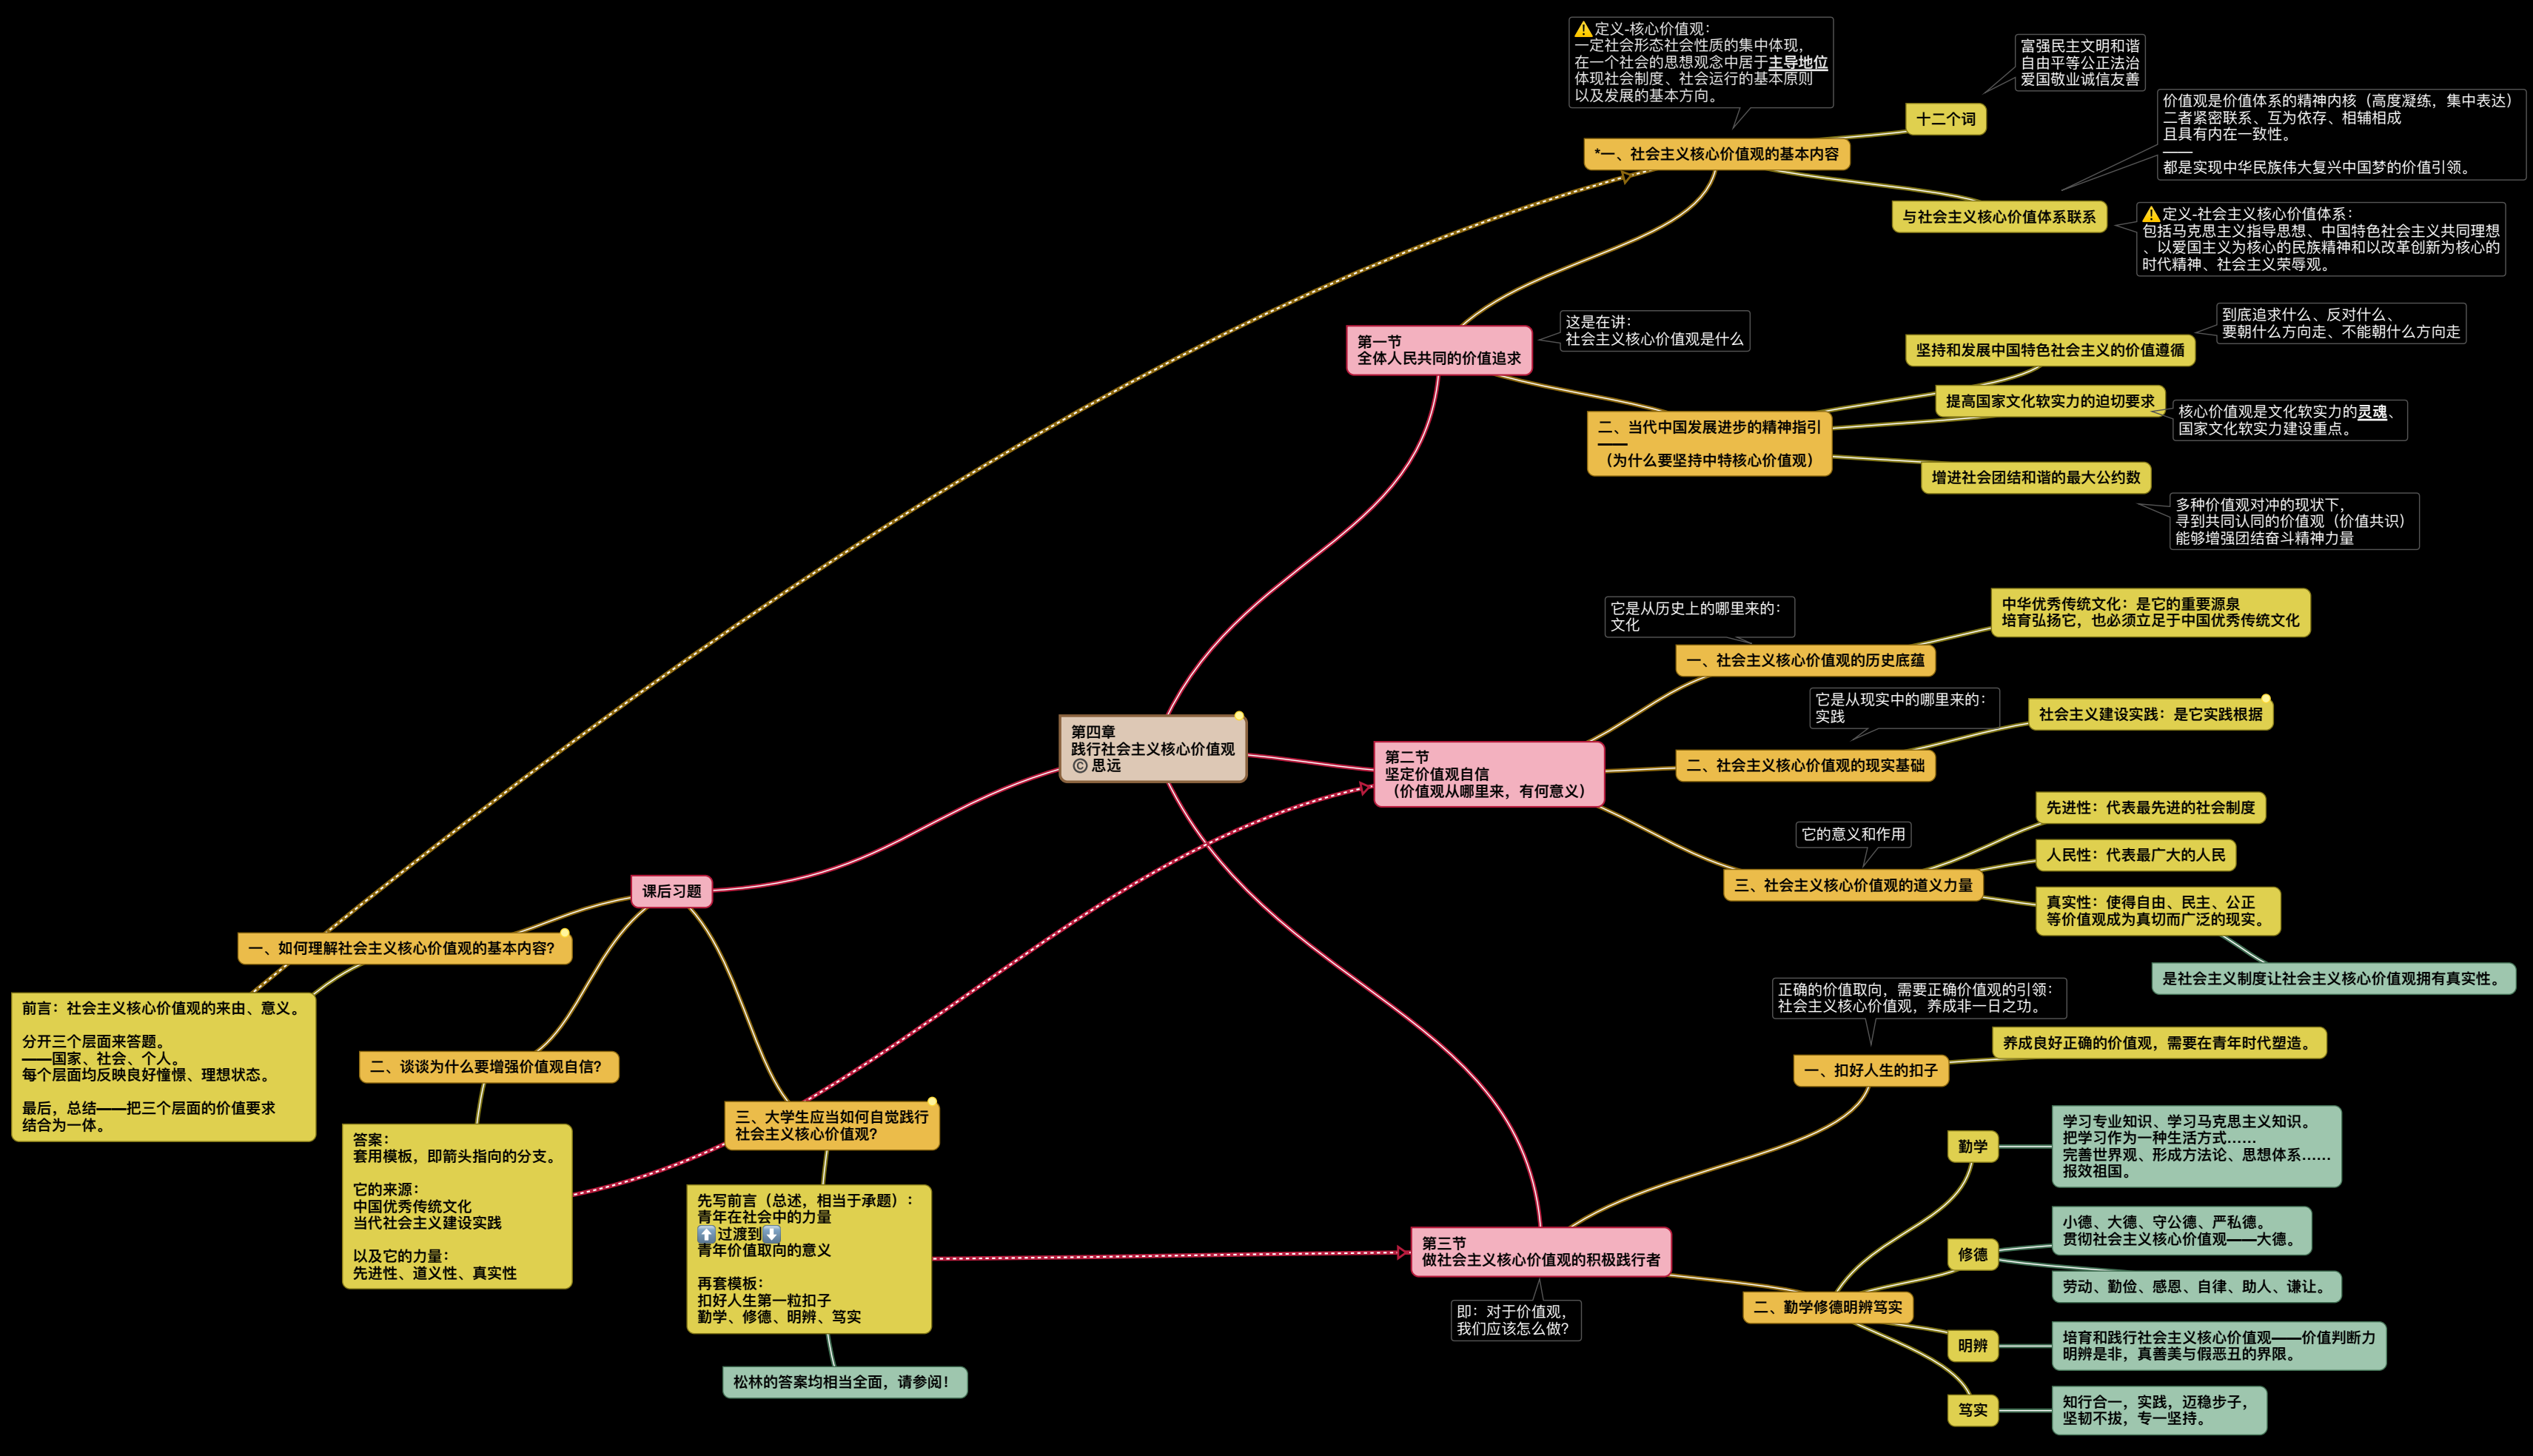 第四章
践行社会主义核心价值观
© 思远
第一节
全体人民共同的价值追求
这是在讲：
社会主义核心价值观是什么
⚠️定义-核心价值观：
一定社会形态社会性质的集中体现，
在一个社会的思想观念中居于主导地位
体现社会制度、社会运行的基本原则
以及发展的基本方向。
*一、社会主义核心价值观的基本内容
十二个词
富强民主文明和谐
自由平等公正法治
爱国敬业诚信友善
与社会主义核心价值体系联系
价值观是价值体系的精神内核（高度凝练，集中表达）
二者紧密联系、互为依存、相辅相成
且具有内在一致性。
——
都是实现中华民族伟大复兴中国梦的价值引领。
⚠️定义-社会主义核心价值体系：
包括马克思主义指导思想、中国特色社会主义共同理想
、以爱国主义为核心的民族精神和以改革创新为核心的
时代精神、社会主义荣辱观。
二、当代中国发展进步的精神指引
——
（为什么要坚持中特核心价值观）
坚持和发展中国特色社会主义的价值遵循
到底追求什么、反对什么、
要朝什么方向走、不能朝什么方向走
提高国家文化软实力的迫切要求
核心价值观是文化软实力的灵魂、
国家文化软实力建设重点。
增进社会团结和谐的最大公约数
多种价值观对冲的现状下，
寻到共同认同的价值观（价值共识）
能够增强团结奋斗精神力量
第二节
坚定价值观自信
（价值观从哪里来，有何意义）
它是从历史上的哪里来的：
文化
一、社会主义核心价值观的历史底蕴
中华优秀传统文化：是它的重要源泉
培育弘扬它，也必须立足于中国优秀传统文化
它是从现实中的哪里来的：
实践
二、社会主义核心价值观的现实基础
社会主义建设实践：是它实践根据
它的意义和作用
三、社会主义核心价值观的道义力量
先进性：代表最先进的社会制度
人民性：代表最广大的人民
真实性：使得自由、民主、公正
等价值观成为真切而广泛的现实。
是社会主义制度让社会主义核心价值观拥有真实性。
第三节
做社会主义核心价值观的积极践行者
即：对于价值观，
我们应该怎么做？
正确的价值取向，需要正确价值观的引领：
社会主义核心价值观，养成非一日之功。
一、扣好人生的扣子
养成良好正确的价值观，需要在青年时代塑造。
二、勤学修德明辨笃实
勤学
学习专业知识、学习马克思主义知识。
把学习作为一种生活方式……
完善世界观、形成方法论、思想体系……
报效祖国。
修德
小德、大德、守公德、严私德。
贯彻社会主义核心价值观——大德。
劳动、勤俭、感恩、自律、助人、谦让。
明辨
培育和践行社会主义核心价值观——价值判断力
明辨是非，真善美与假恶丑的界限。
笃实
知行合一，实践，迈稳步子，
坚韧不拔，专一坚持。
课后习题
一、如何理解社会主义核心价值观的基本内容？
前言：社会主义核心价值观的来由、意义。
分开三个层面来答题。
——国家、社会、个人。
每个层面均反映良好憧憬、理想状态。
最后，总结——把三个层面的价值要求
结合为一体。
二、谈谈为什么要增强价值观自信？
答案：
套用模板，即箭头指向的分支。
它的来源：
中国优秀传统文化
当代社会主义建设实践
以及它的力量：
先进性、道义性、真实性
三、大学生应当如何自觉践行
社会主义核心价值观？
先写前言（总述，相当于承题）：
青年在社会中的力量
⬆️过渡到⬇️
青年价值取向的意义
再套模板：
扣好人生第一粒扣子
勤学、修德、明辨、笃实
松林的答案均相当全面，请参阅！